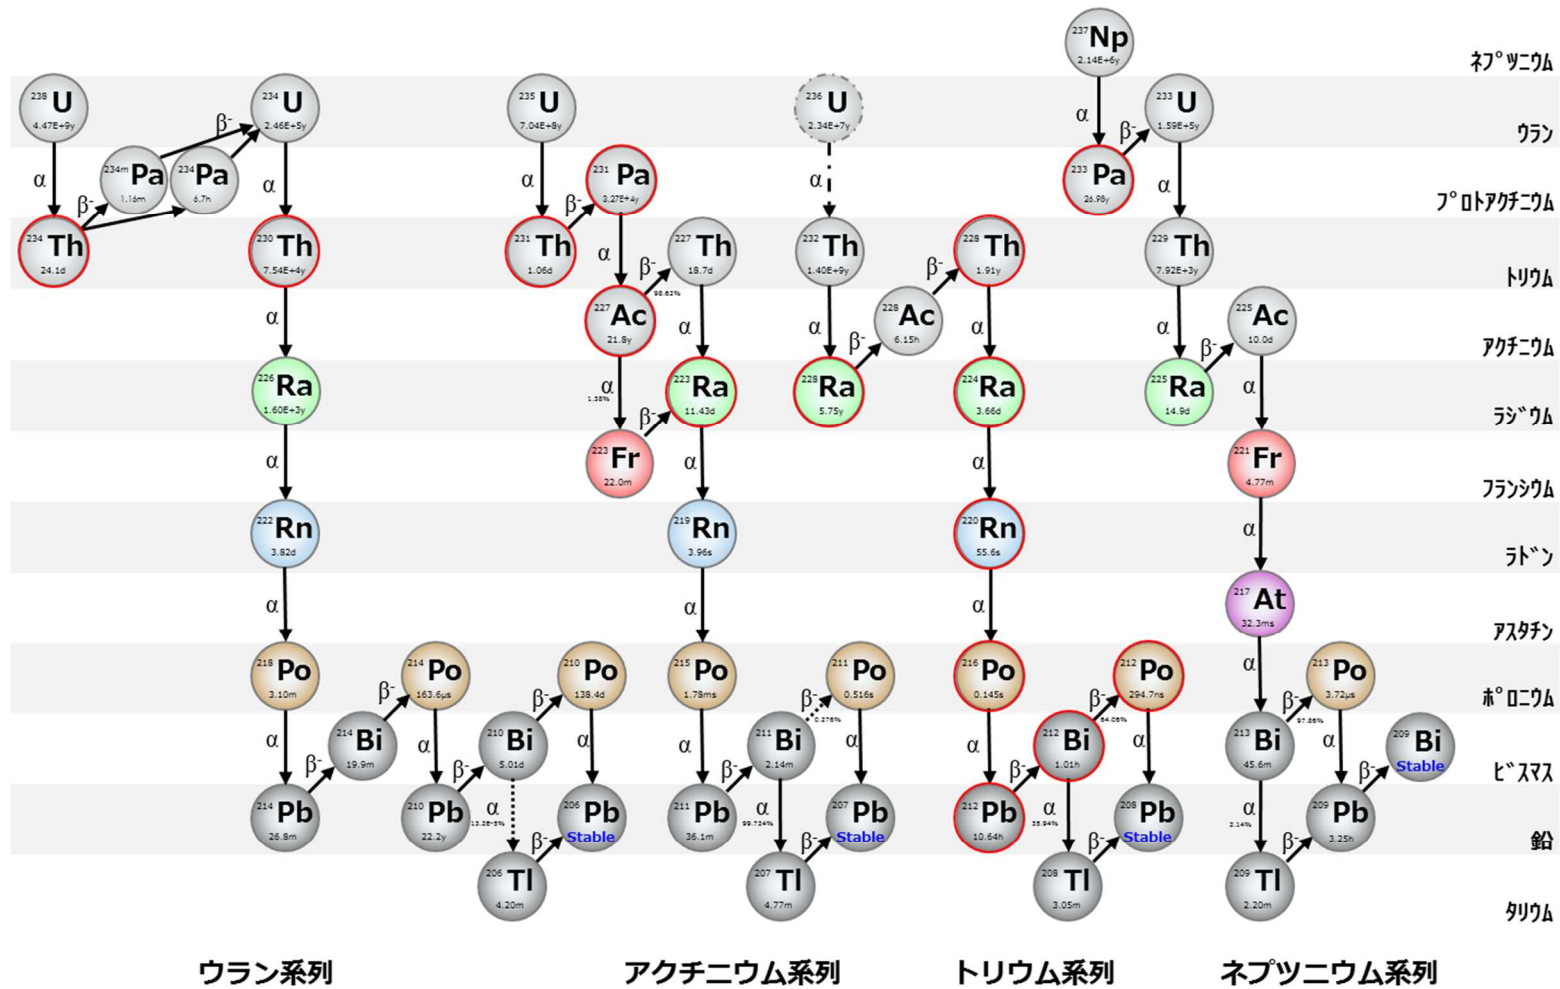 237 Np 2.14E+6y
ﾈﾌﾟﾂﾆｳﾑ
238 U 4.47E+9y
234 U 2.46E+5y
235 U 7.04E+8y
236 U 2.34E+7y
233 U 1.59E+5y
ｳﾗﾝ
α
β-
α
α
α
α
β-
234m Pa 1.16m
234 Pa 6.7h
231 Pa 3.27E+4y
233 Pa 26.98y
ﾌﾟﾛﾄｱｸﾁﾆｳﾑ
α
β-
α
β-
α
234 Th 24.1d
230 Th 7.54E+4y
231 Th 1.06d
227 Th 18.7d
232 Th 1.40E+9y
228 Th 1.91y
229 Th 7.92E+3y
ﾄﾘｳﾑ
α
β-
98.62%
β-
227 Ac 21.8y
228 Ac 6.15h
225 Ac 10.0d
ｱｸﾁﾆｳﾑ
α
α
α
β-
α
α
β-
226 Ra 1.60E+3y
223 Ra 11.43d
228 Ra 5.75y
224 Ra 3.66d
225 Ra 14.9d
ﾗｼﾞｳﾑ
α
1.38%
β-
α
223 Fr 22.0m
221 Fr 4.77m
ﾌﾗﾝｼｳﾑ
α
α
α
α
222 Rn 3.82d
219 Rn 3.96s
220 Rn 55.6s
ﾗﾄﾞﾝ
α
α
α
217 At 32.3ms
ｱｽﾀﾁﾝ
α
218 Po 3.10m
214 Po 163.6μs
210 Po 138.4d
215 Po 1.78ms
211 Po 0.516s
216 Po 0.145s
212 Po 294.7ns
213 Po 3.72μs
ﾎﾟﾛﾆｳﾑ
β-
β-
β-
0.276%
β-
64.06%
β-
97.86%
α
214 Bi 19.9m
α
210 Bi 5.01d
α
α
211 Bi 2.14m
α
α
212 Bi 1.01h
α
213 Bi 45.6m
α
209 Bi Stable
ﾋﾞｽﾏｽ
β-
β-
β-
β-
β-
214 Pb 26.8m
210 Pb 22.2y
α
206 Pb Stable
211 Pb 36.1m
α
99.724%
207 Pb Stable
212 Pb 10.64h
α
35.94%
208 Pb Stable
α
2.14%
209 Pb 3.25h
鉛
β-
β-
β-
β-
206 Tl 4.20m
207 Tl 4.77m
208 Tl 3.05m
209 Tl 2.20m
ﾀﾘｳﾑ
ウラン系列
アクチニウム系列
トリウム系列
ネプツニウム系列